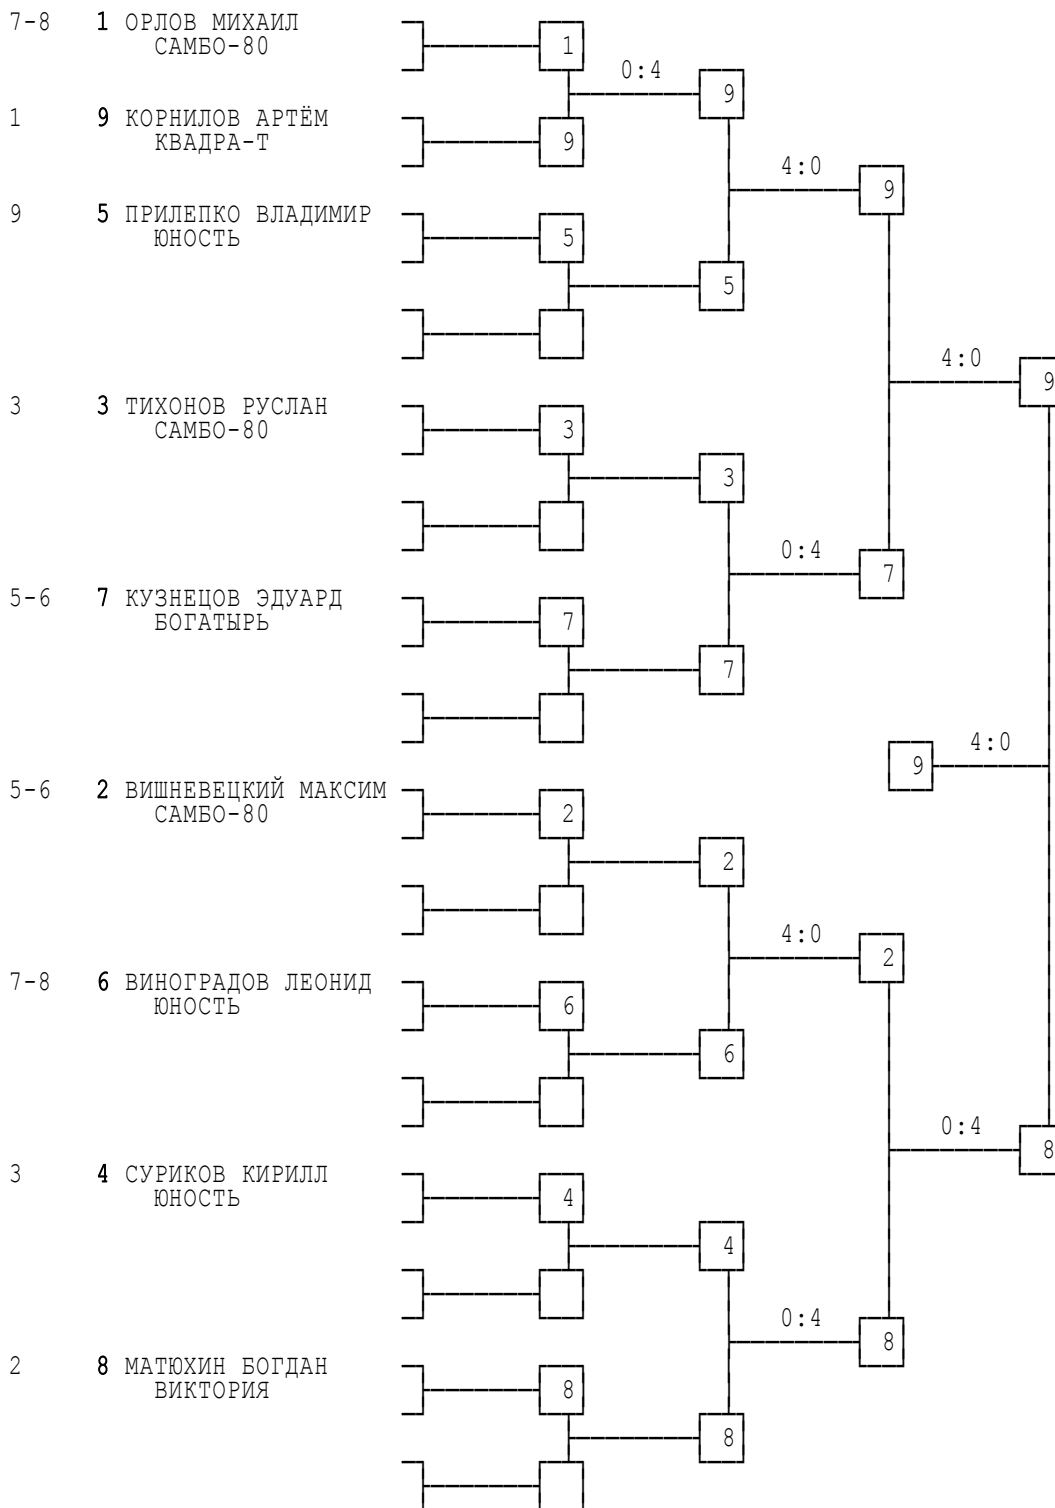 7-8 1 ОРЛОВ МИХАИЛ
САМБО-80
1
0:4
9
1 9 КОРНИЛОВ АРТЁМ
КВАДРА-Т
9
4:0
9
9 5 ПРИЛЕПКО ВЛАДИМИР
ЮНОСТЬ
5
5
4:0
9
3 3 ТИХОНОВ РУСЛАН
САМБО-80
3
3
0:4
7
5-6 7 КУЗНЕЦОВ ЭДУАРД
БОГАТЫРЬ
7
7
9
4:0
5-6 2 ВИШНЕВЕЦКИЙ МАКСИМ
САМБО-80
2
2
4:0
2
7-8 6 ВИНОГРАДОВ ЛЕОНИД
ЮНОСТЬ
6
6
0:4
8
3 4 СУРИКОВ КИРИЛЛ
ЮНОСТЬ
4
4
0:4
8
2 8 МАТЮХИН БОГДАН
ВИКТОРИЯ
8
8